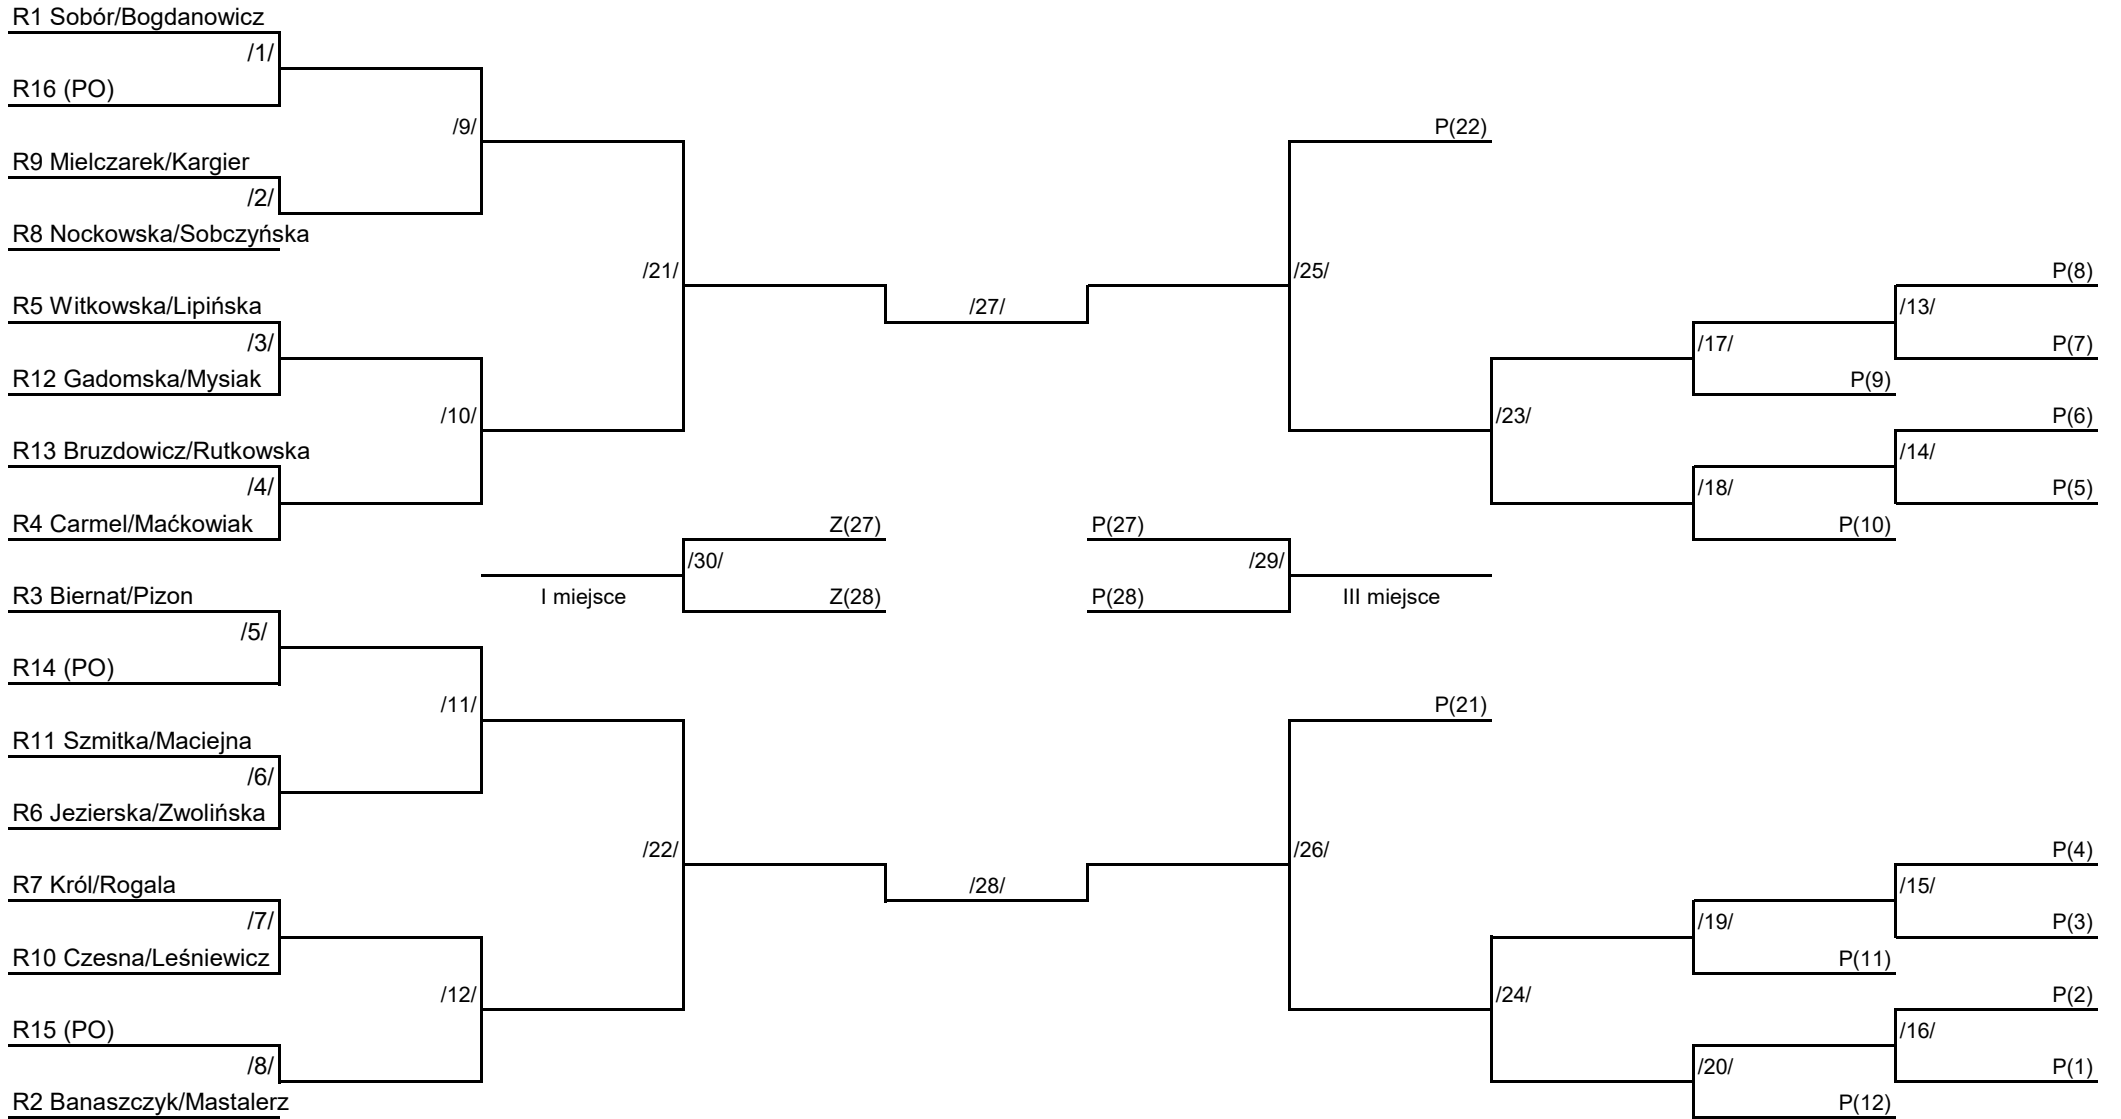 R1 Sobór/Bogdanowicz
/1/
R16 (PO)
/9/
P(22)
R9 Mielczarek/Kargier
/2/
R8 Nockowska/Sobczyńska
/21/
/25/
P(8)
R5 Witkowska/Lipińska
/27/
/13/
/3/
/17/
P(7)
R12 Gadomska/Mysiak
P(9)
/10/
/23/
P(6)
R13 Bruzdowicz/Rutkowska
/14/
/4/
/18/
P(5)
R4 Carmel/Maćkowiak
Z(27)
P(27)
P(10)
/30/
/29/
R3 Biernat/Pizon
I miejsce
Z(28)
P(28)
III miejsce
/5/
R14 (PO)
/11/
P(21)
R11 Szmitka/Maciejna
/6/
R6 Jezierska/Zwolińska
/22/
/26/
P(4)
R7 Król/Rogala
/28/
/15/
/7/
/19/
P(3)
R10 Czesna/Leśniewicz
P(11)
/12/
/24/
P(2)
R15 (PO)
/16/
/8/
/20/
P(1)
R2 Banaszczyk/Mastalerz
P(12)